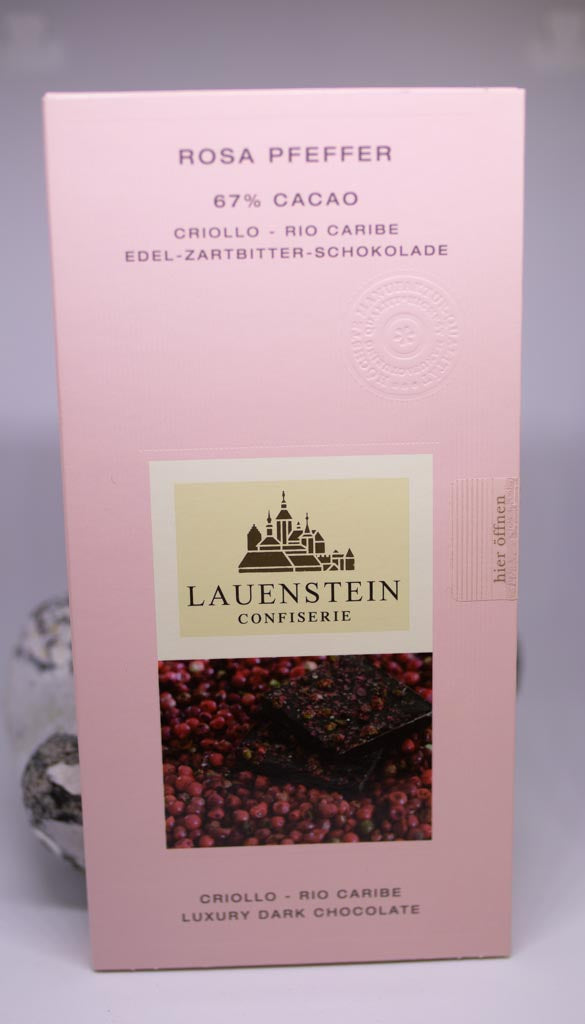 ROSA PFEFFER
67% CACAO
CRIOLLO - RIO CARIBE
EDEL-ZARTBITTER-SCHOKOLADE
hier öffnen
LAUENSTEIN
CONFISERIE
CRIOLLO - RIO CARIBE
LUXURY DARK CHOCOLATE